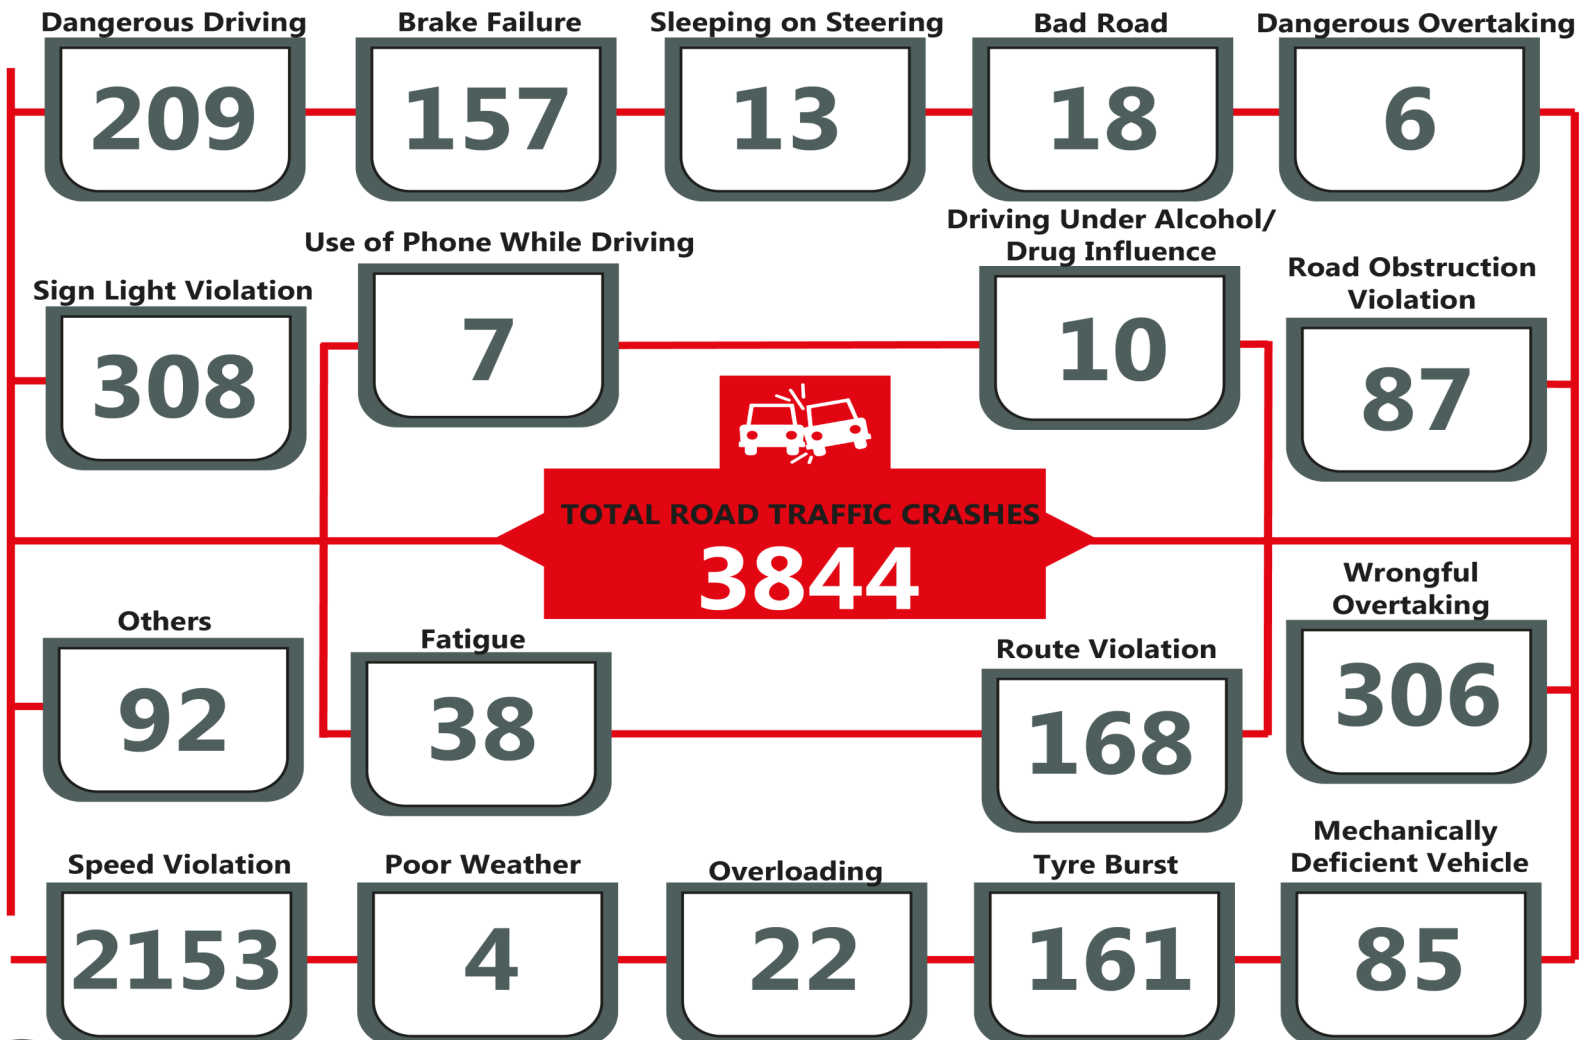 Dangerous Driving
209
Brake Failure
157
Sleeping on Steering
13
Bad Road
18
Dangerous Overtaking
6
Sign Light Violation
308
Use of Phone While Driving
7
Driving Under Alcohol/
Drug Influence
10
Road Obstruction
Violation
87
TOTAL ROAD TRAFFIC CRASHES
3844
Others
92
Fatigue
38
Route Violation
168
Wrongful
Overtaking
306
Speed Violation
2153
Poor Weather
4
Overloading
22
Tyre Burst
161
Mechanically
Deficient Vehicle
85